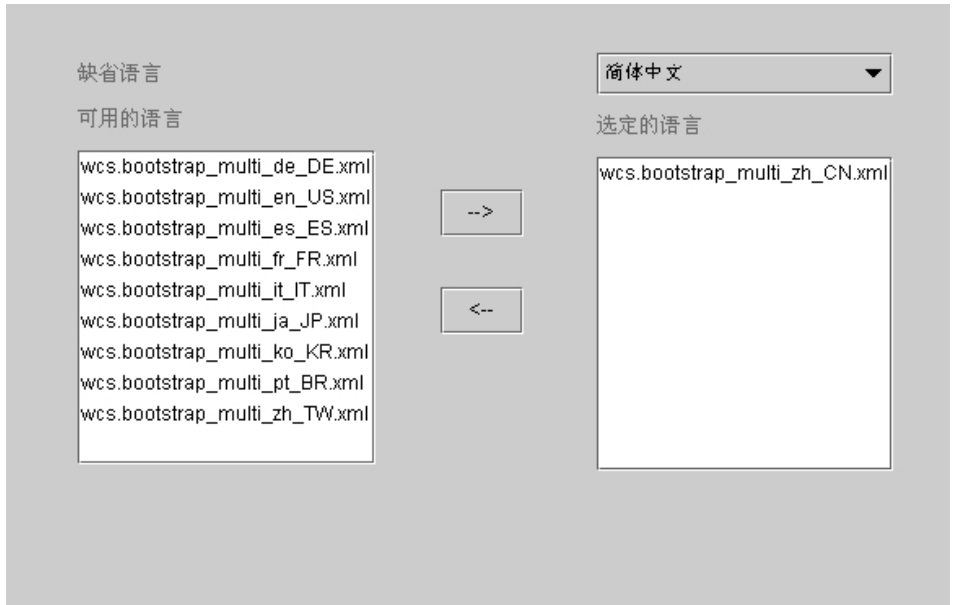 缺省语言
简体中文
可用的语言
选定的语言
wcs.bootstrap_multi_de_DE.xml
wcs.bootstrap_multi_en_US.xml
wcs.bootstrap_multi_es_ES.xml
wcs.bootstrap_multi_fr_FR.xml
wcs.bootstrap_multi_it_IT.xml
wcs.bootstrap_multi_ja_JP.xml
wcs.bootstrap_multi_ko_KR.xml
wcs.bootstrap_multi_pt_BR.xml
wcs.bootstrap_multi_zh_TW.xml
-->
<--
wcs.bootstrap_multi_zh_CN.xml